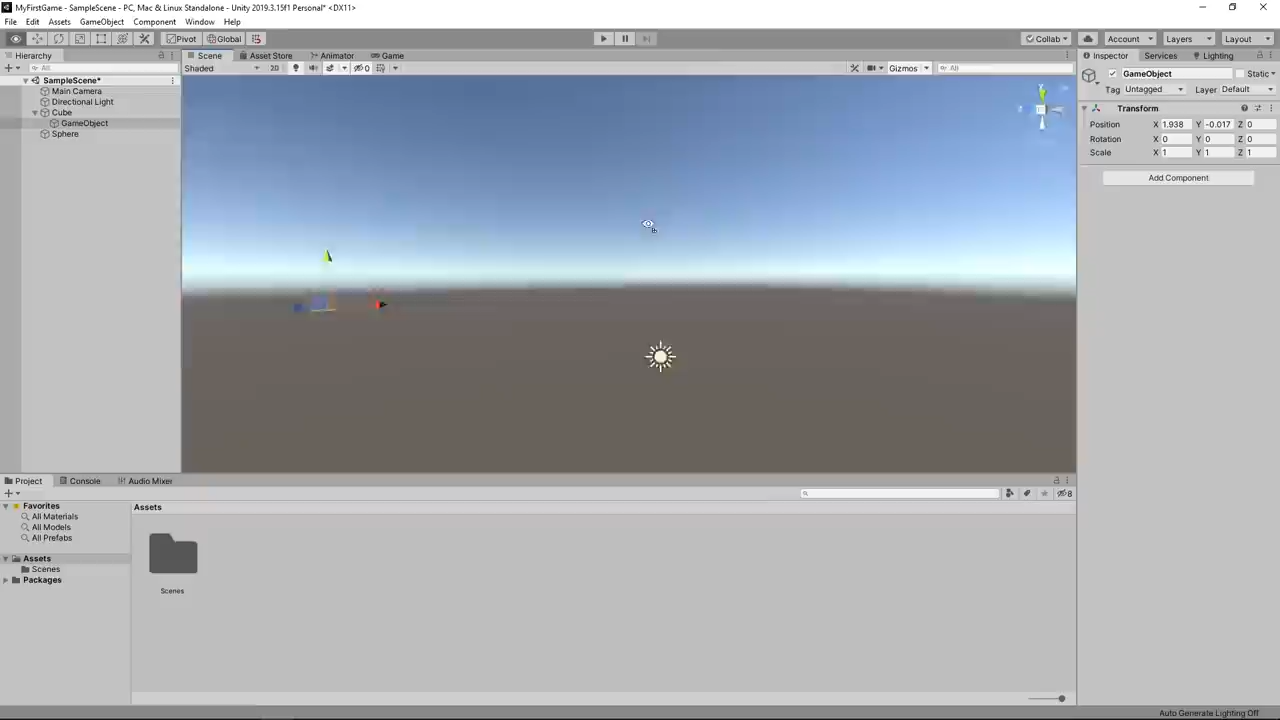 MyFirstGame - SampleScene - PC, Mac & Linux Standalone - Unity 2019.3.15f1 Personal* <DX11>
File Edit Assets GameObject Component Window Help
Pivot Global Collab Account Layers Layout
Hierarchy Scene Asset Store Animator Game Inspector Services Lighting
All Shaded 2D 0 Gizmos All GameObject Static
SampleScene* Tag Untagged Layer Default
Main Camera
Directional Light Transform
Cube
GameObject Position X 1.938 Y -0.017 Z 0
Sphere Rotation X 0 Y 0 Z 0
Scale X 1 Y 1 Z 1
Add Component
Project Console Audio Mixer
8
Favorites Assets
All Materials
All Models
All Prefabs
Assets
Scenes
Packages
Scenes
Auto Generate Lighting Off